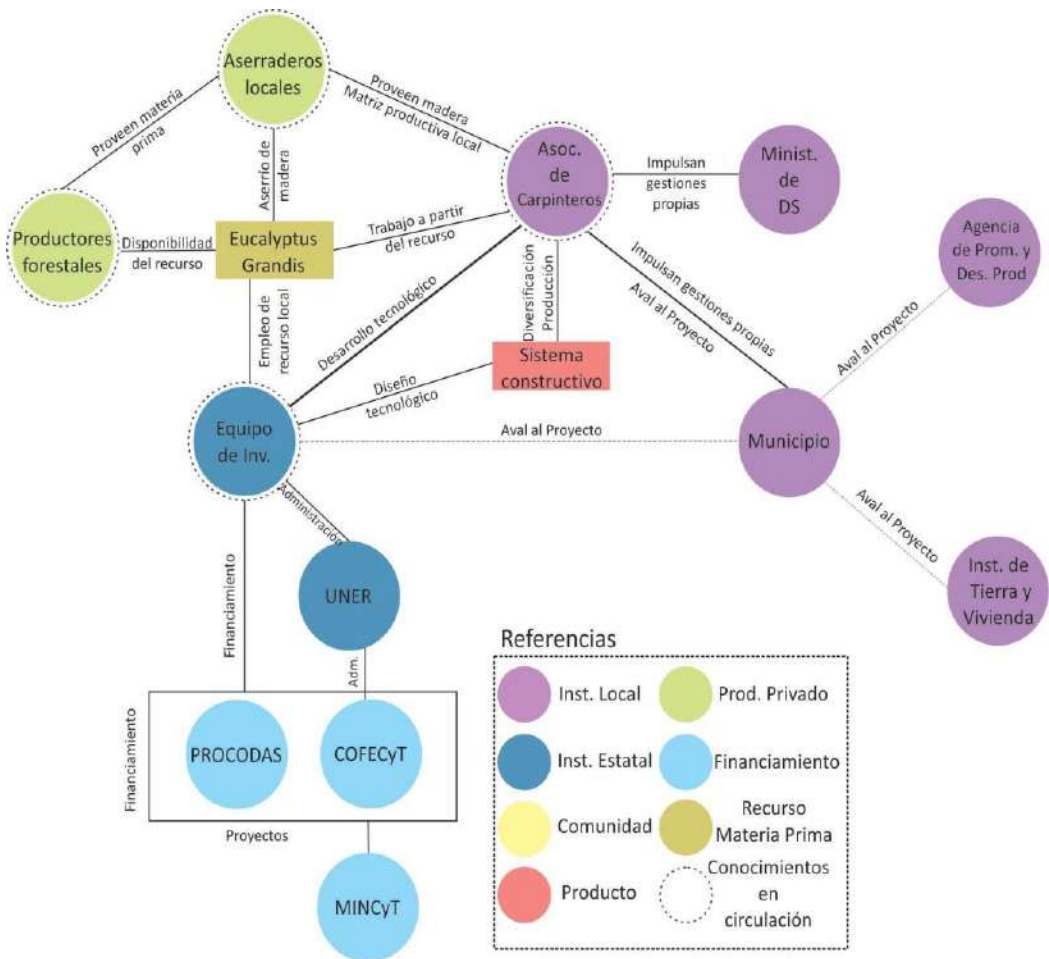 Aserraderos
locales
Proveen materia
prima
Proveen madera
Matriz productiva local
Aserrío de
madera
Asoc.
de
Carpinteros
Impulsan
gestiones
propias
Minist.
de
DS
Productores
forestales
Disponibilidad
del recurso
Eucalyptus
Grandis
Trabajo a partir
del recurso
Agencia
de Prom. y
Des. Prod
Empleo de
recurso local
Desarrollo tecnológico
Diversificación
Producción
Impulsan gestiones propias
Aval al Proyecto
Aval al Proyecto
Sistema
constructivo
Diseño
tecnológico
Equipo
de Inv.
Aval al Proyecto
Municipio
Administración
Aval al Proyecto
Inst. de
Tierra y
Vivienda
UNER
Financiamiento
Adm.
Financiamiento
PROCODAS
COFECyT
Proyectos
MINCyT
Referencias
Inst. Local
Prod. Privado
Inst. Estatal
Financiamiento
Comunidad
Recurso
Materia Prima
Producto
Conocimientos
en
circulación